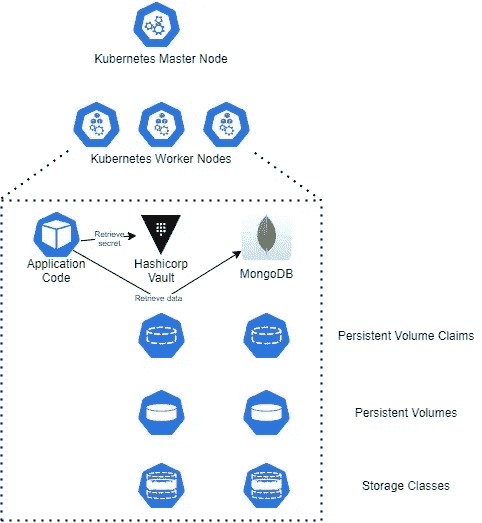 Kubernetes Master Node
Kubernetes Worker Nodes
Retrieve
secret
Application
Code
Hashicorp
Vault
MongoDB
Retrieve data
Persistent Volume Claims
Persistent Volumes
Storage Classes